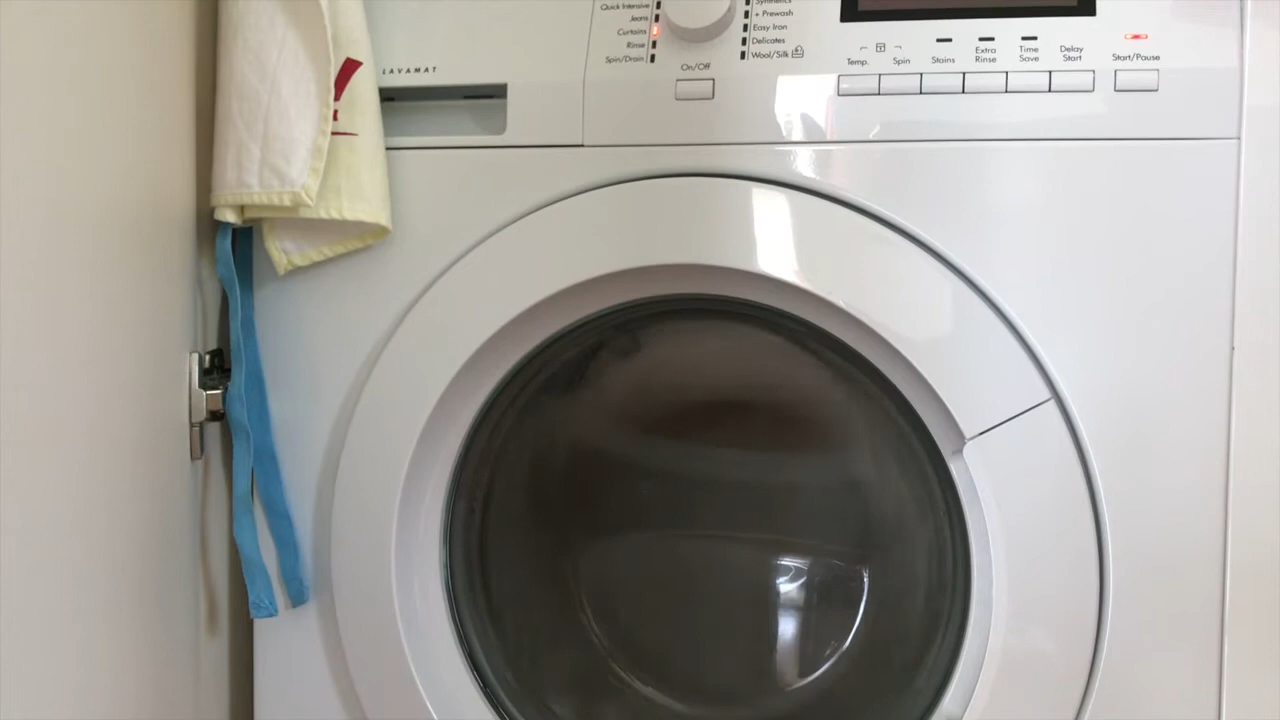 Quick Intensive
Jeans
Curtains
Rinse
Spin/Drain
Synthetics
+ Prewash
Easy Iron
Delicates
Wool/Silk
On/Off
LAVAMAT
Temp.
Spin
Stains
Extra
Rinse
Time
Save
Delay
Start
Start/Pause